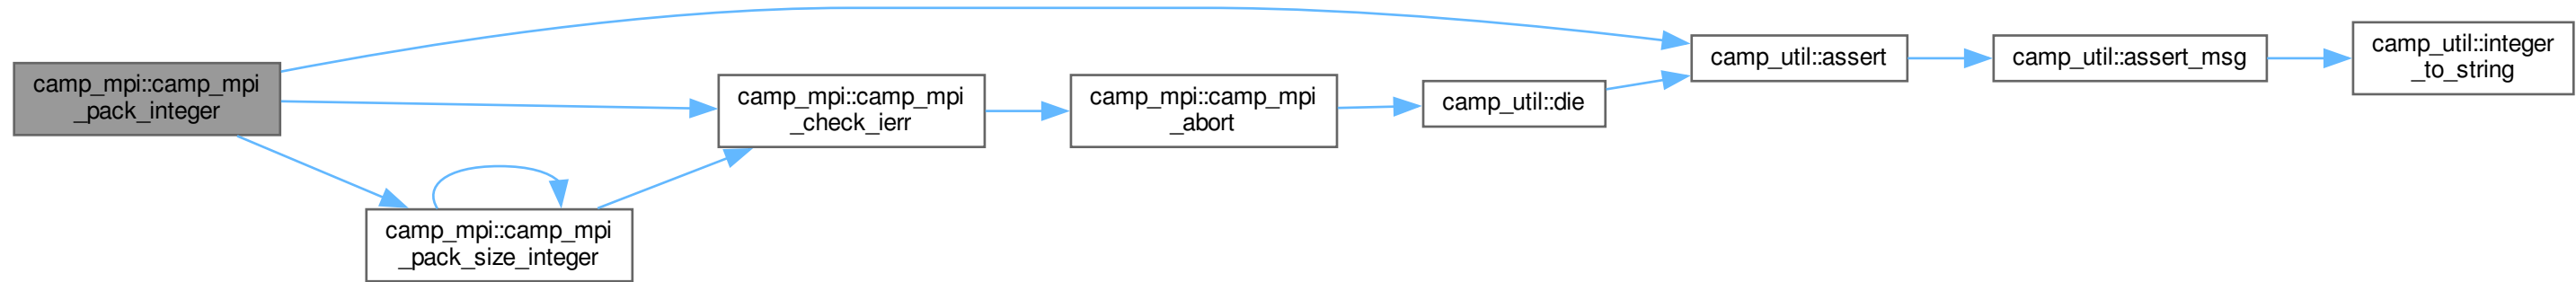 camp_mpi::camp_mpi
_pack_integer
camp_mpi::camp_mpi
_check_ierr
camp_mpi::camp_mpi
_pack_size_integer
camp_mpi::camp_mpi
_abort
camp_util::die
camp_util::assert
camp_util::assert_msg
camp_util::integer
_to_string